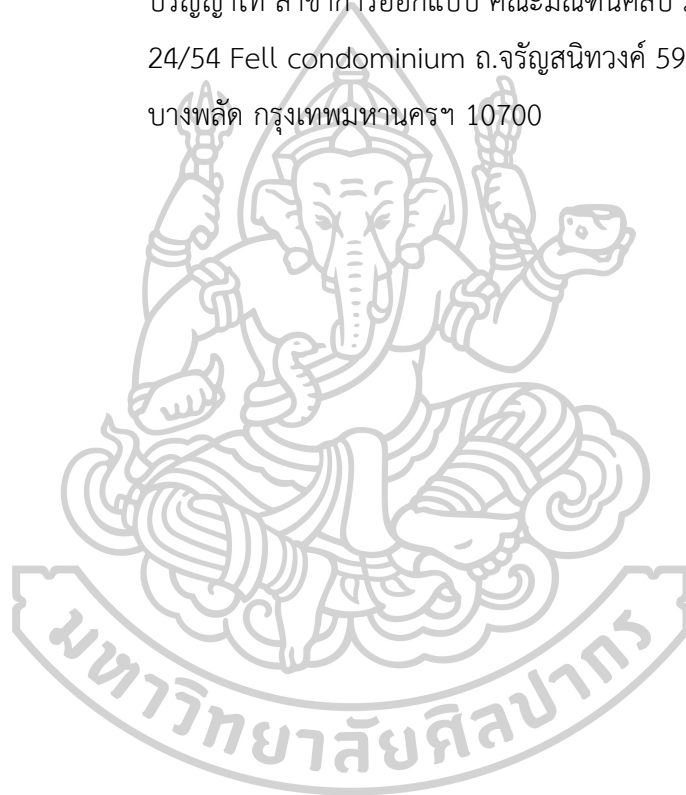 24/54 Fell condominium ถ.จรัญสนิทวงค์ 59
บางพลัด กรุงเทพมหานครฯ 10700
มหาวิทยาลัยศิลปากร